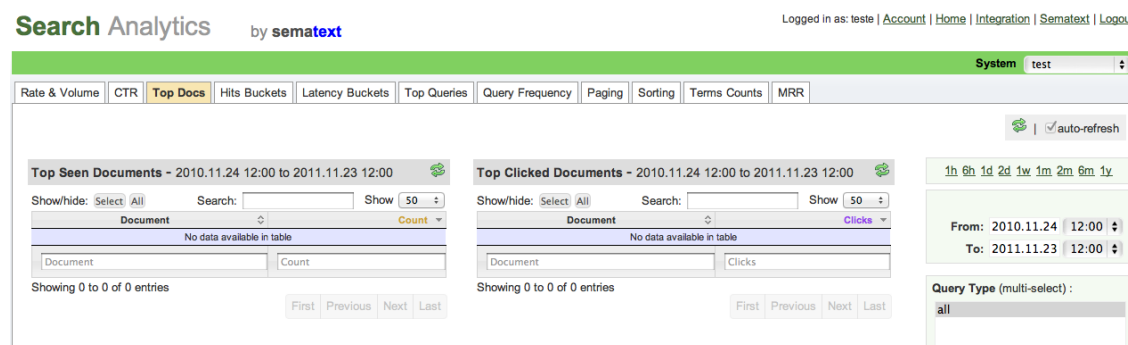 Search Analytics by sematext
Logged in as: teste | Account | Home | Integration | Sematext |
System test
Rate & Volume CTR Top Docs Hits Buckets Latency Buckets Top Queries Query Frequency Paging Sorting Terms Counts MRR
| auto-refresh
Top Seen Documents - 2010.11.24 12:00 to 2011.11.23 12:00
Show/hide: Select All Search: Show 50
Document Count
No data available in table
Document Count
Showing 0 to 0 of 0 entries
First Previous Next Last
Top Clicked Documents - 2010.11.24 12:00 to 2011.11.23 12:00
Show/hide: Select All Search: Show 50
Document Clicks
No data available in table
Document Clicks
Showing 0 to 0 of 0 entries
First Previous Next Last
1h 6h 1d 2d 1w 1m 2m 6m 1y
From: 2010.11.24 12:00
To: 2011.11.23 12:00
Query Type (multi-select) :
all